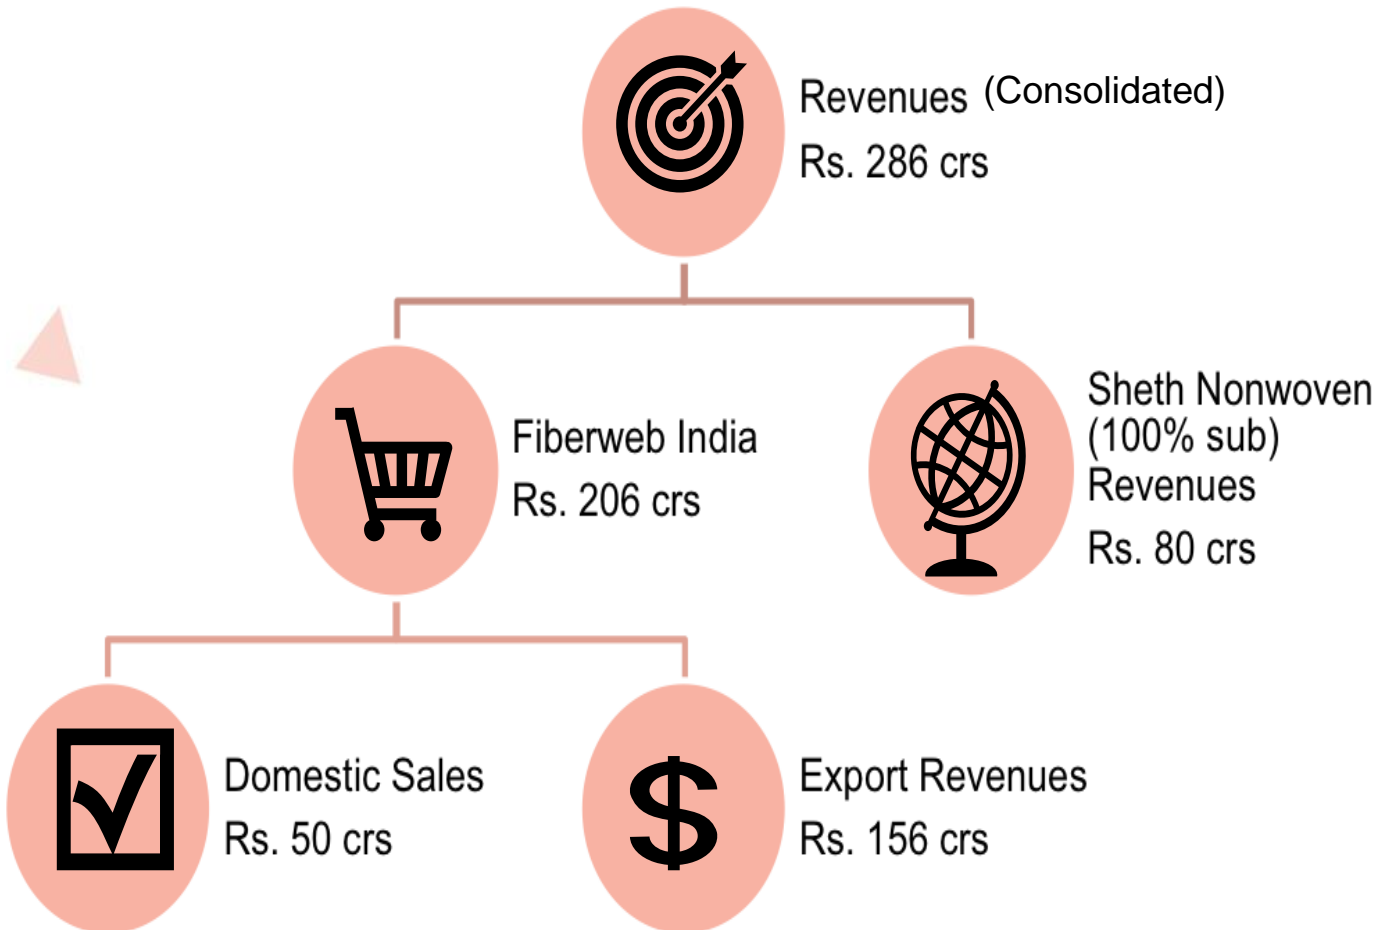 Revenues (Consolidated)
Rs. 286 crs
Fiberweb India
Rs. 206 crs
Sheth Nonwoven
(100% sub)
Revenues
Rs. 80 crs
Domestic Sales
Rs. 50 crs
Export Revenues
Rs. 156 crs